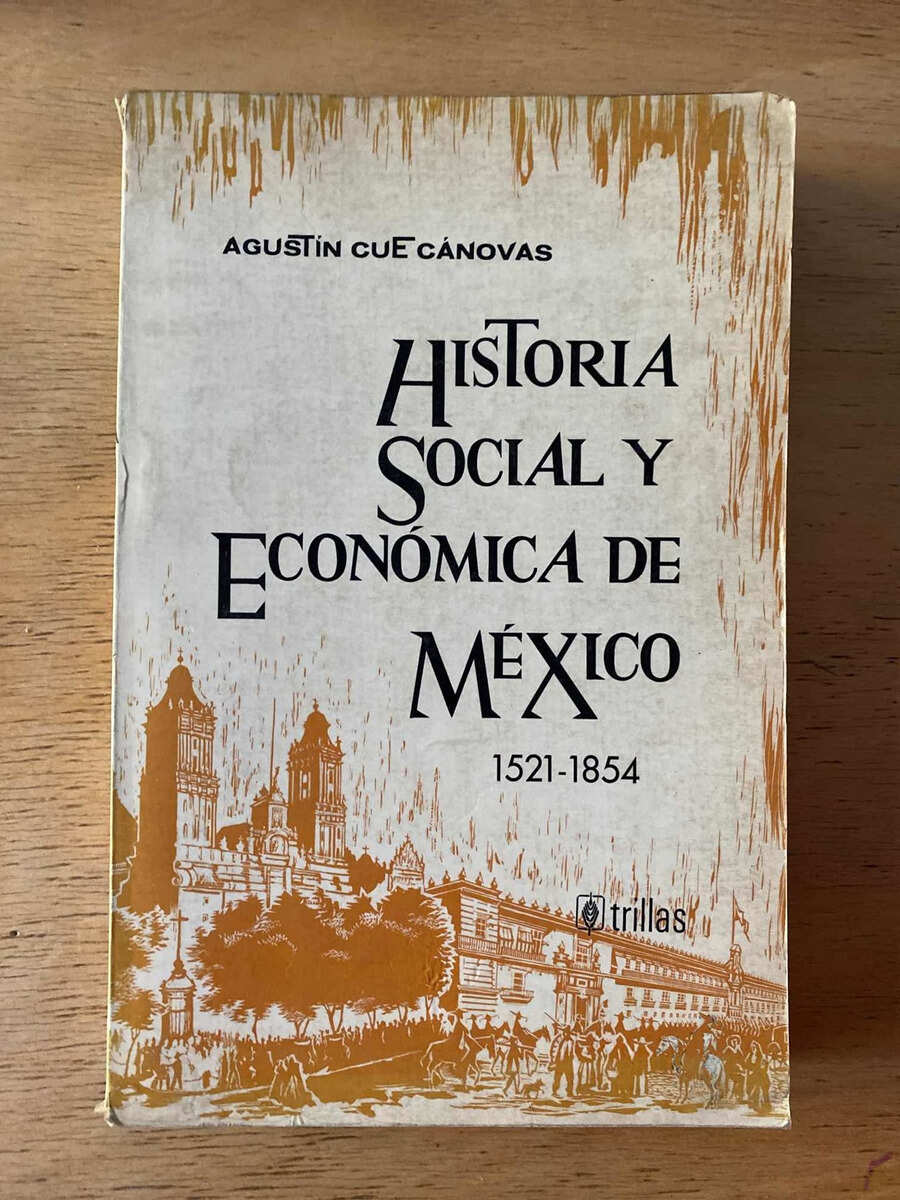 AGUSTÍN CUE CÁNOVAS
HISTORIA
SOCIAL Y
ECONÓMICA DE
MÉXICO
1521-1854
trillas